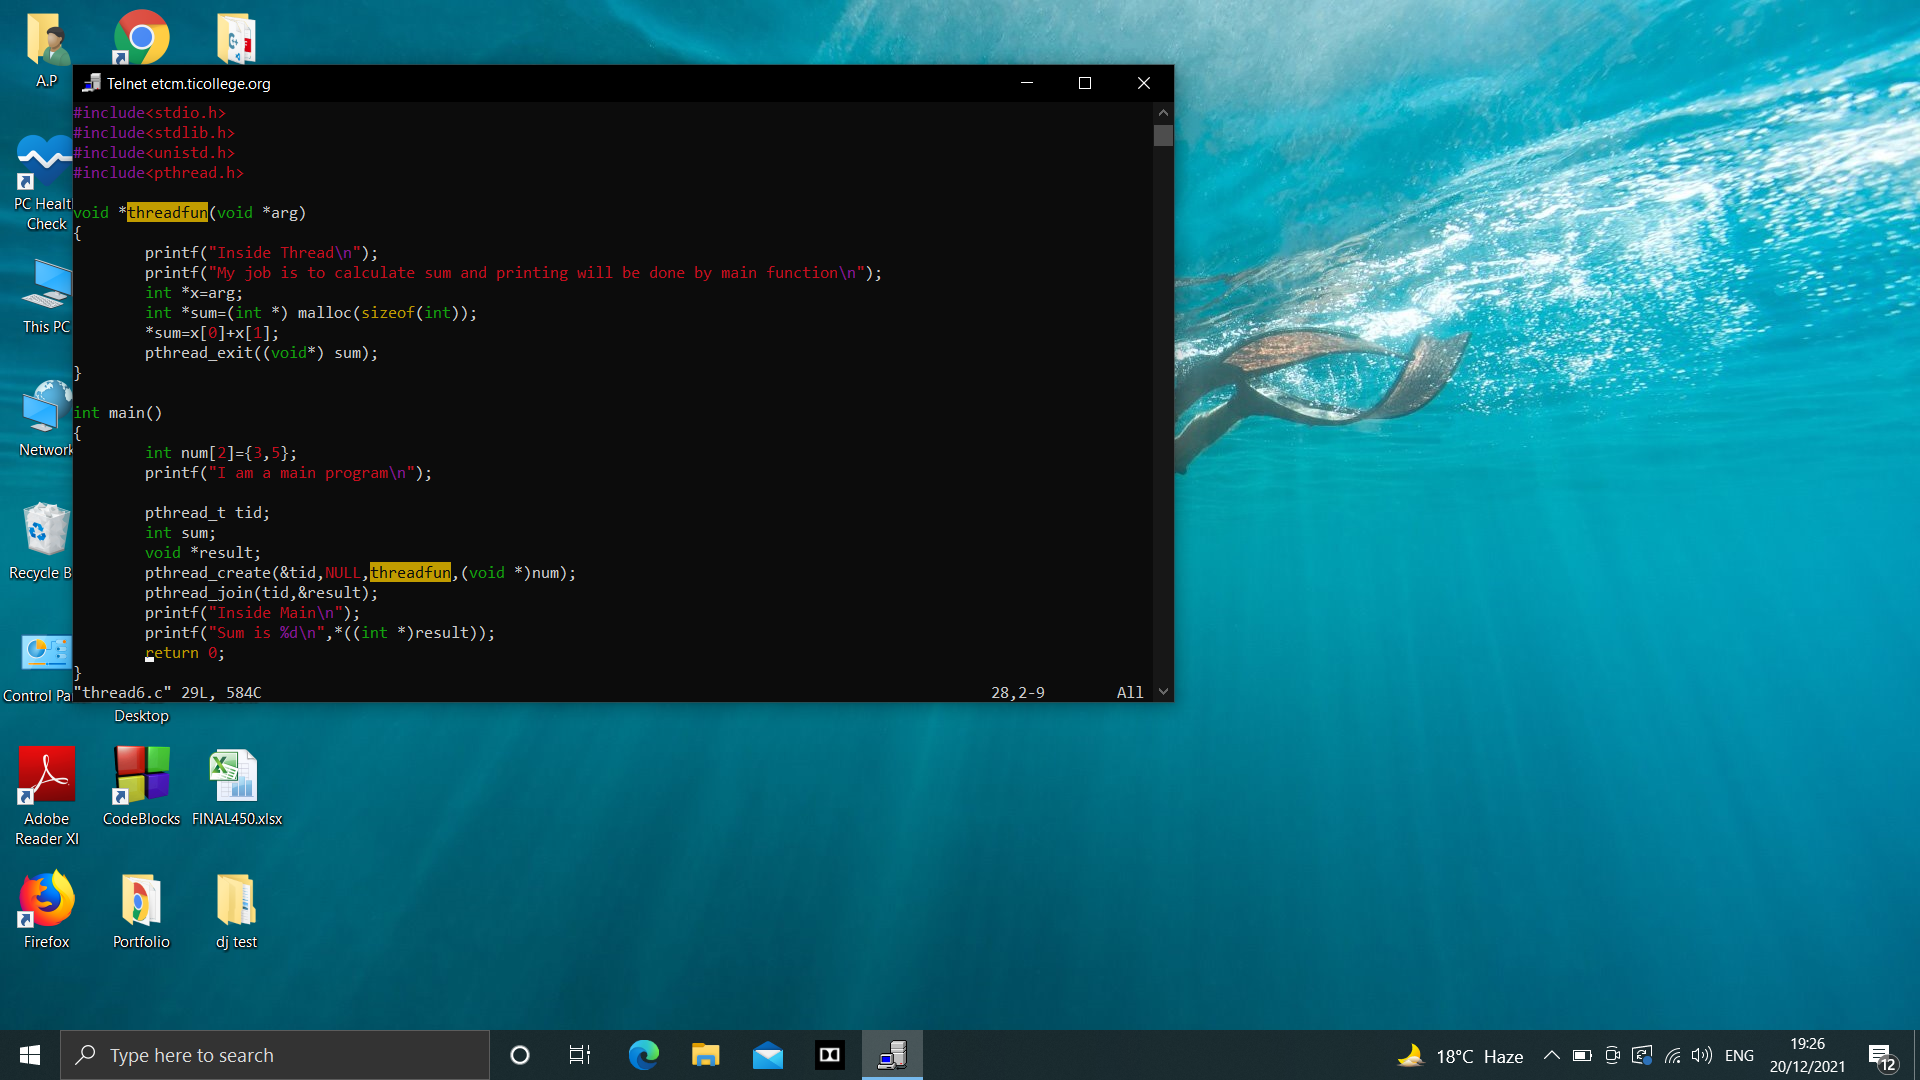 A.P
PC Healt
Check
This PC
Network
Recycle B
Control Pa
Desktop
Adobe
Reader XI
CodeBlocks
FINAL450.xlsx
Firefox
Portfolio
dj test
Telnet etcm.ticollege.org
#include<stdio.h>
#include<stdlib.h>
#include<unistd.h>
#include<pthread.h>
void *threadfun(void *arg)
{
printf("Inside Thread\n");
printf("My job is to calculate sum and printing will be done by main function\n");
int *x=arg;
int *sum=(int *) malloc(sizeof(int));
*sum=x[0]+x[1];
pthread_exit((void*) sum);
}
int main()
{
int num[2]={3,5};
printf("I am a main program\n");
pthread_t tid;
int sum;
void *result;
pthread_create(&tid,NULL,threadfun,(void *)num);
pthread_join(tid,&result);
printf("Inside Main\n");
printf("Sum is %d\n",*((int *)result));
return 0;
}
"thread6.c" 29L, 584C 28,2-9 All
Type here to search
18°C Haze
ENG
19:26
20/12/2021
12